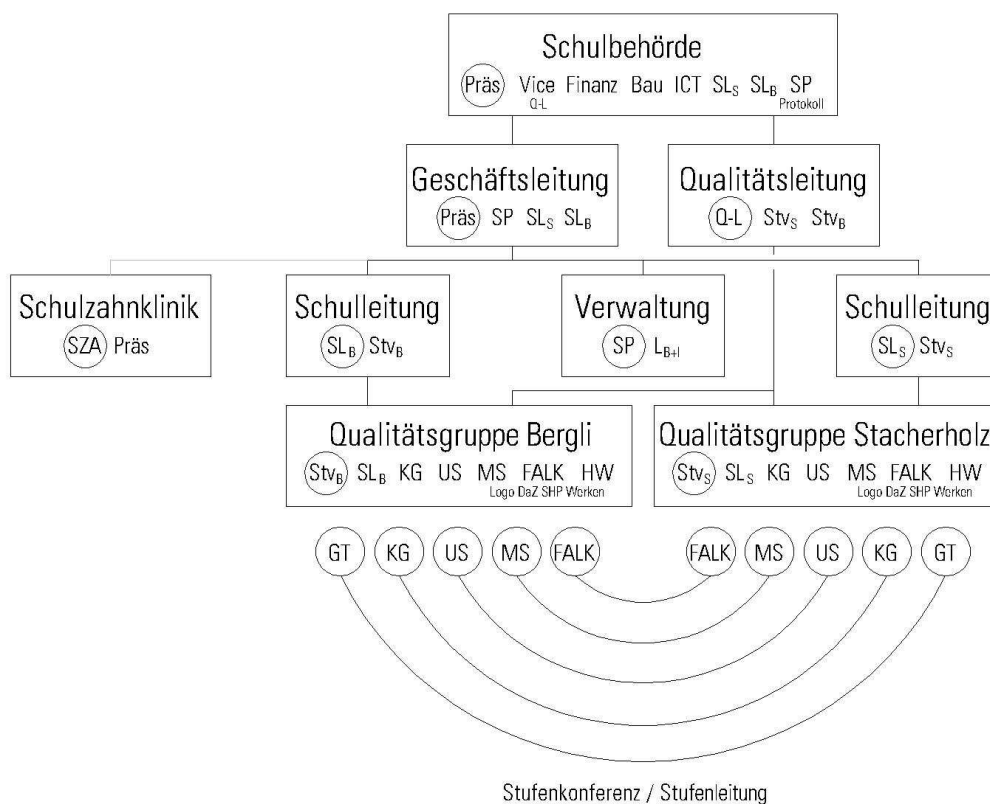 Schulbehörde
Präs Vice Finanz Bau ICT SLS SLB SP
Q-L Protokoll
Geschäftsleitung
Präs SP SLS SLB
Qualitätsleitung
Q-L StvS StvB
Schulzahnklinik
SZA Präs
Schulleitung
SLB StvB
Verwaltung
SP LB+I
Schulleitung
SLS StvS
Qualitätsgruppe Bergli
StvB SLB KG US MS FALK HW
Logo DaZ SHP Werken
Qualitätsgruppe Stacherholz
StvS SLS KG US MS FALK HW
Logo DaZ SHP Werken
GT KG US MS FALK FALK MS US KG GT
Stufenkonferenz / Stufenleitung